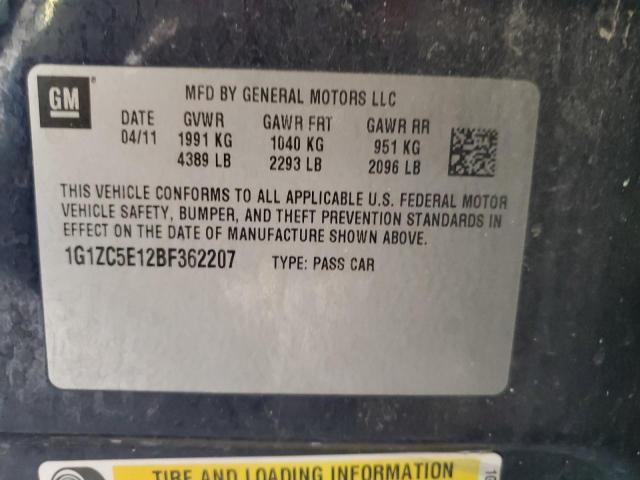 GM ®
MFD BY GENERAL MOTORS LLC
DATE GVWR GAWR FRT GAWR RR
04/11 1991 KG 1040 KG 951 KG
4389 LB 2293 LB 2096 LB
THIS VEHICLE CONFORMS TO ALL APPLICABLE U.S. FEDERAL MOTOR
VEHICLE SAFETY, BUMPER, AND THEFT PREVENTION STANDARDS IN
EFFECT ON THE DATE OF MANUFACTURE SHOWN ABOVE.
1G1ZC5E12BF362207 TYPE: PASS CAR
TIRE AND LOADING INFORMATION